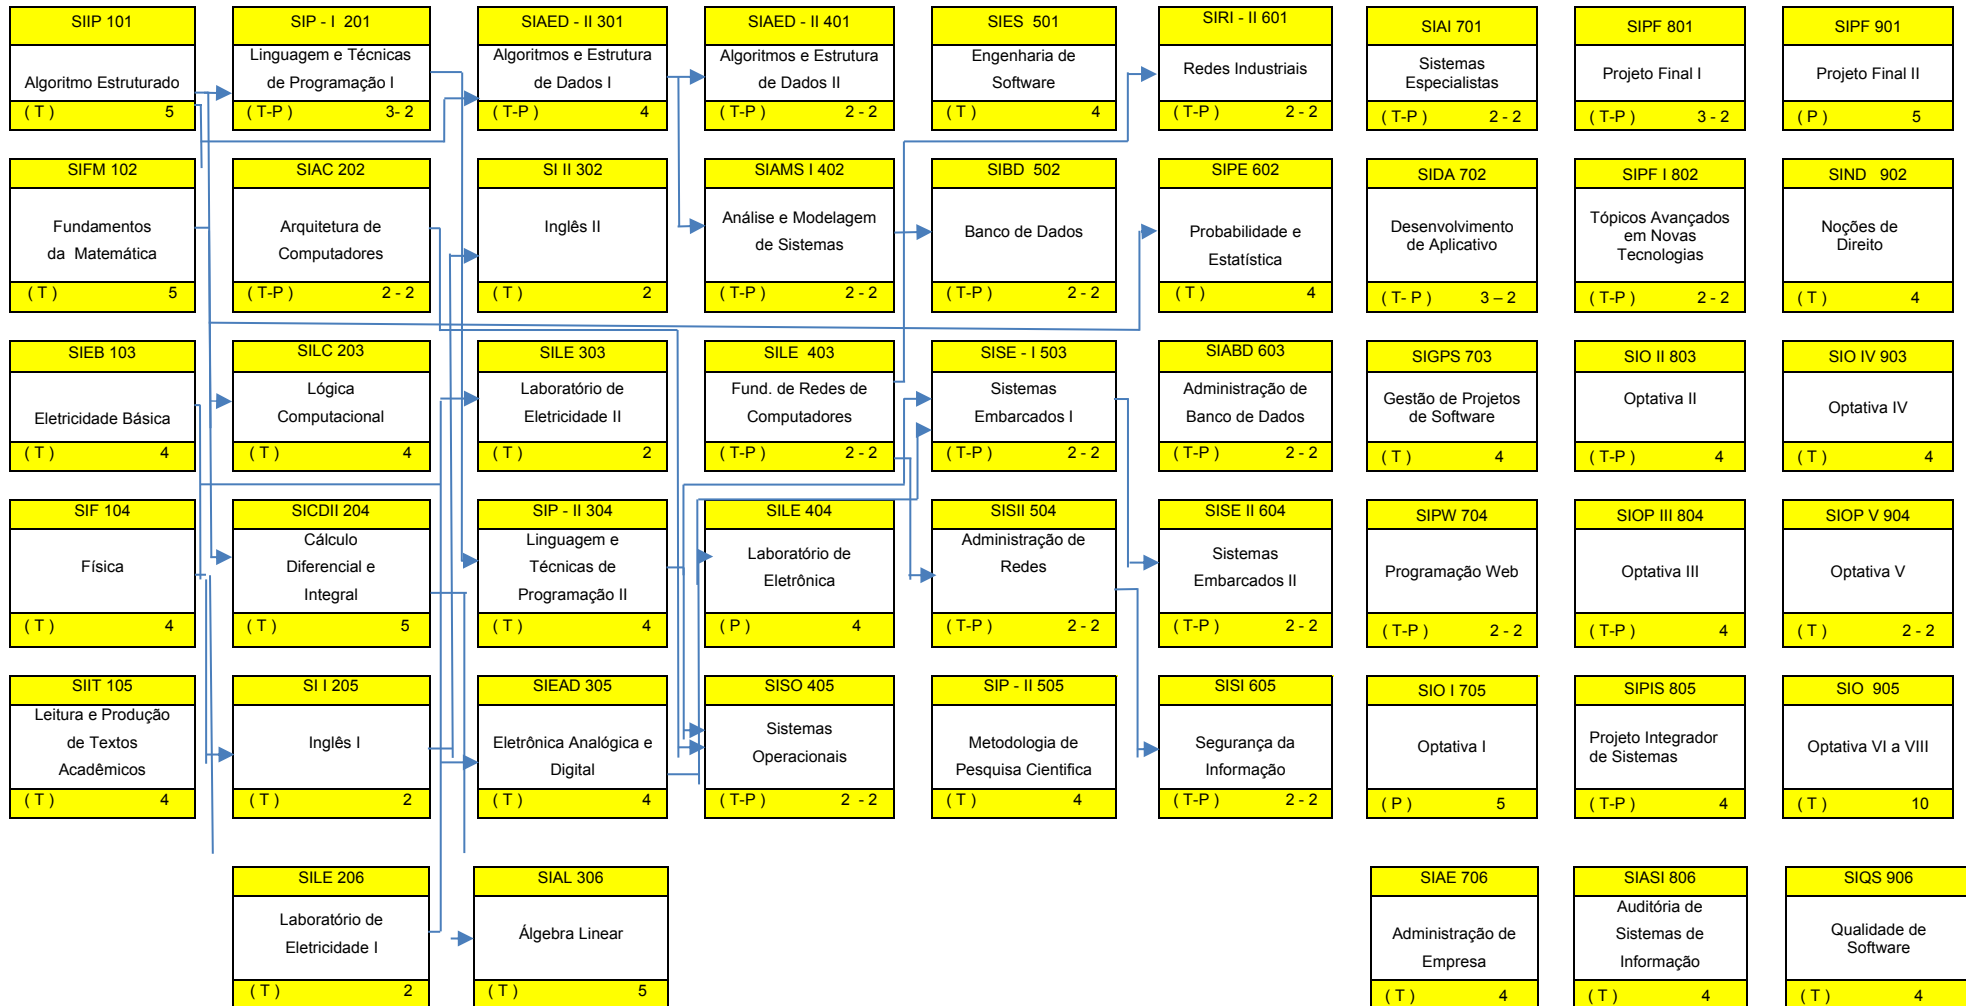 SIIP 101
Algoritmo Estruturado
( T ) 5
SIP - I 201
Linguagem e Técnicas
de Programação I
( T-P ) 3- 2
SIAED - II 301
Algoritmos e Estrutura
de Dados I
( T-P ) 4
SIAED - II 401
Algoritmos e Estrutura
de Dados II
( T-P ) 2 - 2
SIES 501
Engenharia de
Software
( T ) 4
SIRI - II 601
Redes Industriais
( T-P ) 2 - 2
SIAI 701
Sistemas
Especialistas
( T-P ) 2 - 2
SIPF 801
Projeto Final I
( T-P ) 3 - 2
SIPF 901
Projeto Final II
( P ) 5
SIFM 102
Fundamentos
da Matemática
( T ) 5
SIAC 202
Arquitetura de
Computadores
( T-P ) 2 - 2
SI II 302
Inglês II
( T ) 2
SIAMS I 402
Análise e Modelagem
de Sistemas
( T-P ) 2 - 2
SIBD 502
Banco de Dados
( T-P ) 2 - 2
SIPE 602
Probabilidade e
Estatística
( T ) 4
SIDA 702
Desenvolvimento
de Aplicativo
( T- P ) 3 – 2
SIPF I 802
Tópicos Avançados
em Novas
Tecnologias
( T-P ) 2 - 2
SIND 902
Noções de
Direito
( T ) 4
SIEB 103
Eletricidade Básica
( T ) 4
SILC 203
Lógica
Computacional
( T ) 4
SILE 303
Laboratório de
Eletricidade II
( T ) 2
SILE 403
Fund. de Redes de
Computadores
( T-P ) 2 - 2
SISE - I 503
Sistemas
Embarcados I
( T-P ) 2 - 2
SIABD 603
Administração de
Banco de Dados
( T-P ) 2 - 2
SIGPS 703
Gestão de Projetos
de Software
( T ) 4
SIO II 803
Optativa II
( T-P ) 4
SIO IV 903
Optativa IV
( T ) 4
SIF 104
Física
( T ) 4
SICDII 204
Cálculo
Diferencial e
Integral
( T ) 5
SIP - II 304
Linguagem e
Técnicas de
Programação II
( T ) 4
SILE 404
Laboratório de
Eletrônica
( P ) 4
SISII 504
Administração de
Redes
( T-P ) 2 - 2
SISE II 604
Sistemas
Embarcados II
( T-P ) 2 - 2
SIPW 704
Programação Web
( T-P ) 2 - 2
SIOP III 804
Optativa III
( T-P ) 4
SIOP V 904
Optativa V
( T ) 2 - 2
SIIT 105
Leitura e Produção
de Textos
Acadêmicos
( T ) 4
SI I 205
Inglês I
( T ) 2
SIEAD 305
Eletrônica Analógica e
Digital
( T ) 4
SISO 405
Sistemas
Operacionais
( T-P ) 2 - 2
SIP - II 505
Metodologia de
Pesquisa Cientifica
( T ) 4
SISI 605
Segurança da
Informação
( T-P ) 2 - 2
SIO I 705
Optativa I
( P ) 5
SIPIS 805
Projeto Integrador
de Sistemas
( T-P ) 4
SIO 905
Optativa VI a VIII
( T ) 10
SILE 206
Laboratório de
Eletricidade I
( T ) 2
SIAL 306
Álgebra Linear
( T ) 5
SIAE 706
Administração de
Empresa
( T ) 4
SIASI 806
Auditória de
Sistemas de
Informação
( T ) 4
SIQS 906
Qualidade de
Software
( T ) 4